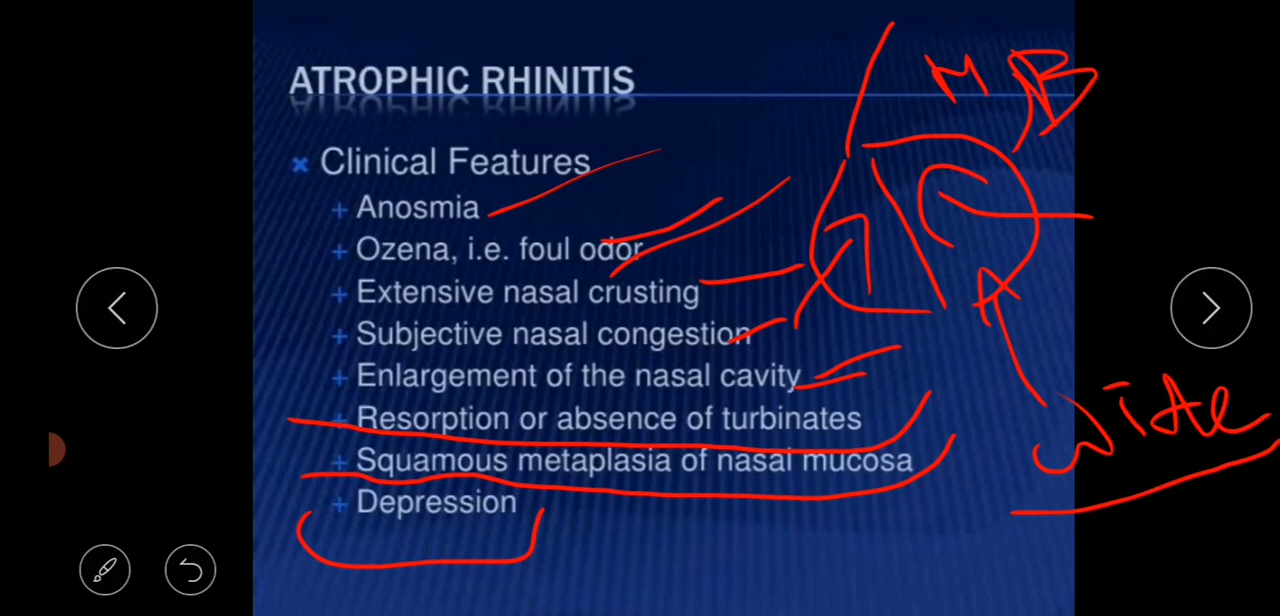 ATROPHIC RHINITIS
Clinical Features
Anosmia
Ozena, i.e. foul odor
Extensive nasal crusting
Subjective nasal congestion
Enlargement of the nasal cavity
Resorption or absence of turbinates
Squamous metaplasia of nasal mucosa
Depression